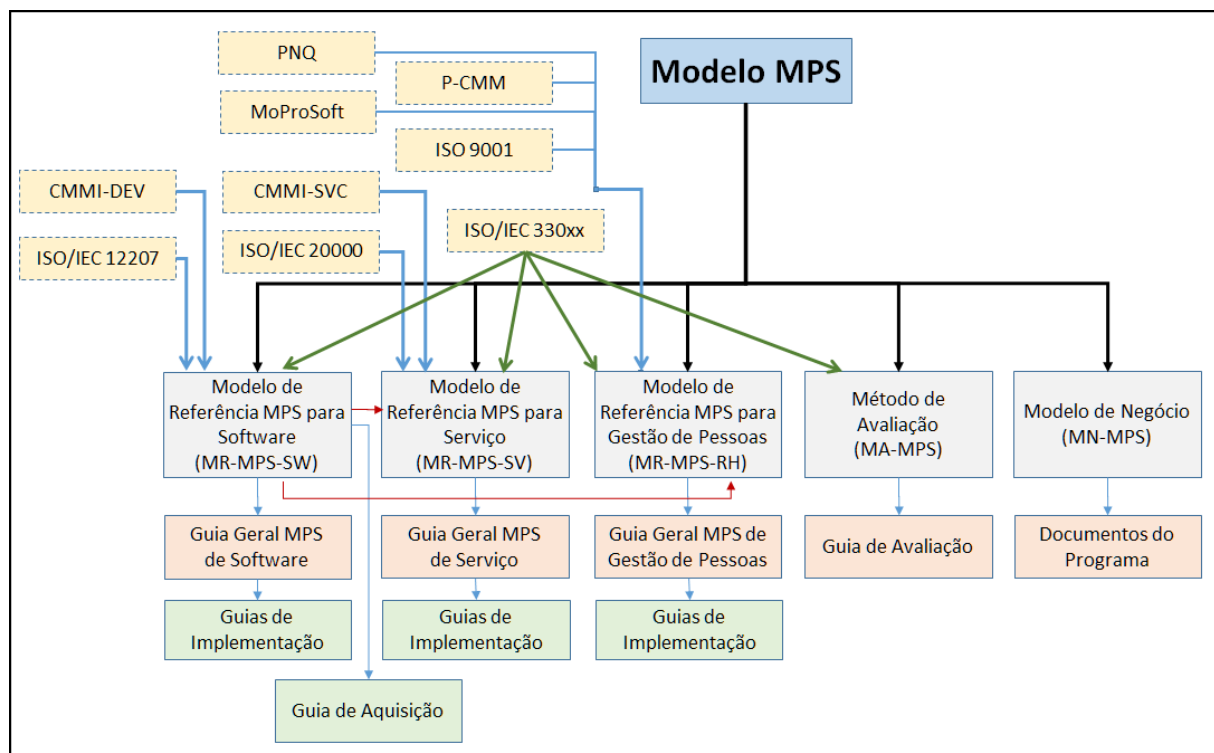 PNQ
Modelo MPS
P-CMM
MoProSoft
ISO 9001
CMMI-DEV
CMMI-SVC
ISO/IEC 330xx
ISO/IEC 12207
ISO/IEC 20000
Modelo de
Referência MPS para
Software
(MR-MPS-SW)
Modelo de
Referência MPS para
Serviço
(MR-MPS-SV)
Modelo de
Referência MPS para
Gestão de Pessoas
(MR-MPS-RH)
Método de
Avaliação
(MA-MPS)
Modelo de Negócio
(MN-MPS)
Guia Geral MPS
de Software
Guia Geral MPS
de Serviço
Guia Geral MPS de
Gestão de Pessoas
Guia de Avaliação
Documentos do
Programa
Guias de
Implementação
Guias de
Implementação
Guias de
Implementação
Guia de Aquisição